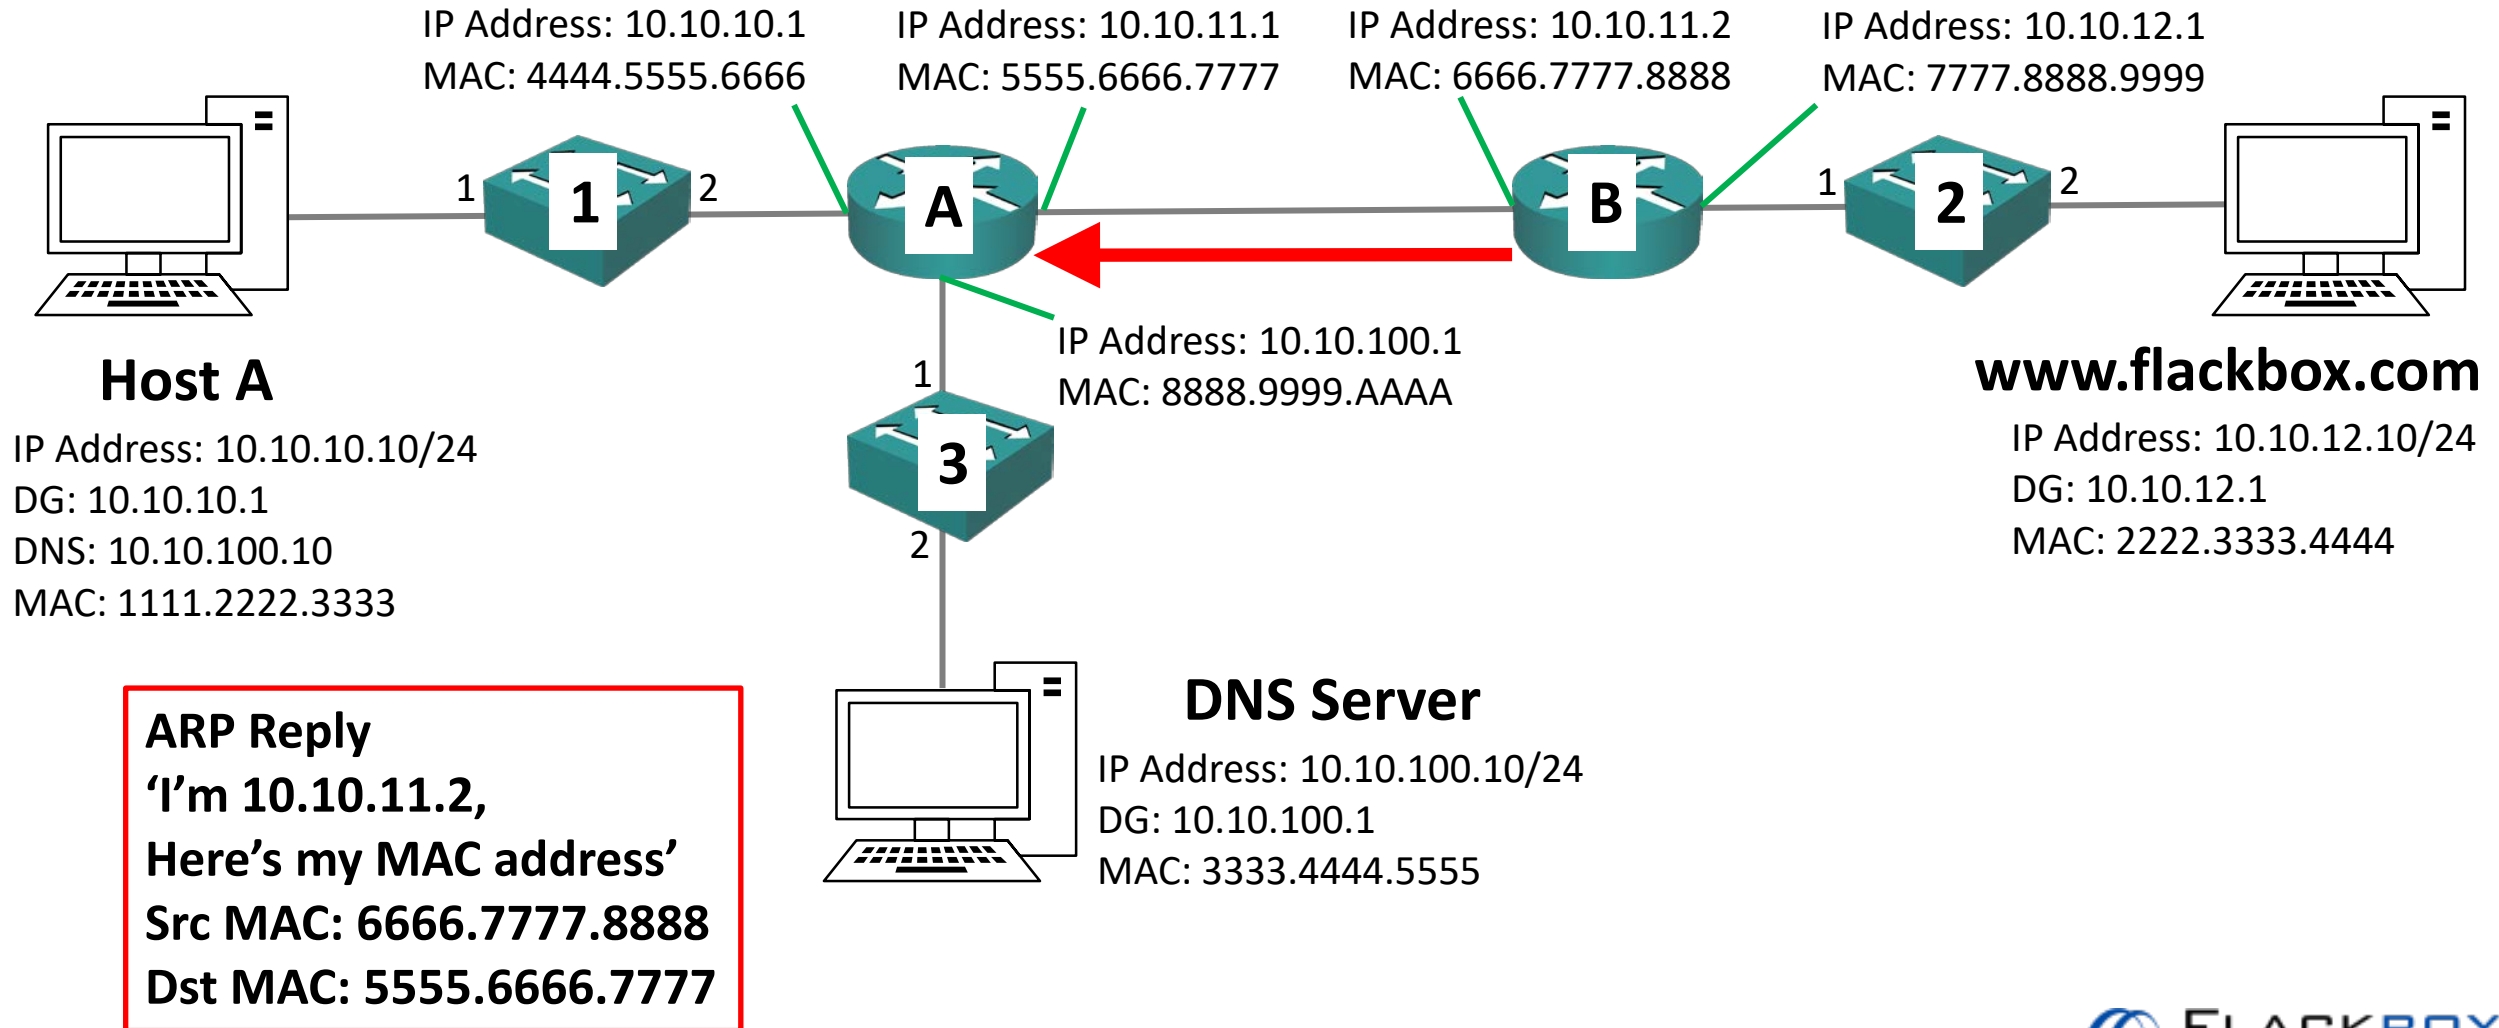 IP Address: 10.10.10.1
MAC: 4444.5555.6666
IP Address: 10.10.11.1
MAC: 5555.6666.7777
IP Address: 10.10.11.2
MAC: 6666.7777.8888
IP Address: 10.10.12.1
MAC: 7777.8888.9999
1
1
2
A
B
1
2
2
IP Address: 10.10.100.1
MAC: 8888.9999.AAAA
Host A
IP Address: 10.10.10.10/24
DG: 10.10.10.1
DNS: 10.10.100.10
MAC: 1111.2222.3333
1
3
2
www.flackbox.com
IP Address: 10.10.12.10/24
DG: 10.10.12.1
MAC: 2222.3333.4444
DNS Server
IP Address: 10.10.100.10/24
DG: 10.10.100.1
MAC: 3333.4444.5555
ARP Reply
‘I’m 10.10.11.2,
Here’s my MAC address’
Src MAC: 6666.7777.8888
Dst MAC: 5555.6666.7777
FLACKBOX